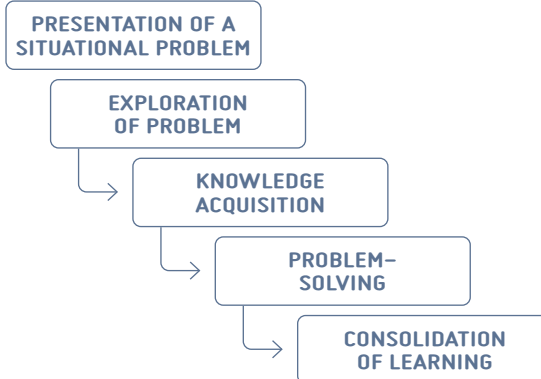 PRESENTATION OF A
SITUATIONAL PROBLEM
EXPLORATION
OF PROBLEM
KNOWLEDGE
ACQUISITION
PROBLEM–
SOLVING
CONSOLIDATION
OF LEARNING